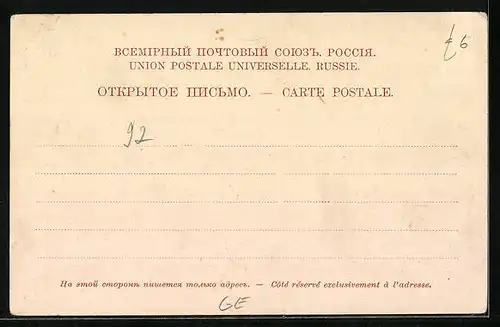 £6
ВСЕМІРНЫЙ ПОЧТОВЫЙ СОЮЗЪ. РОССІЯ.
UNION POSTALE UNIVERSELLE. RUSSIE.
ОТКРЫТОЕ ПИСЬМО. — CARTE POSTALE.
92
На этой сторонѣ пишется только адресъ. — Côté réservé exclusivement à l'adresse.
GE